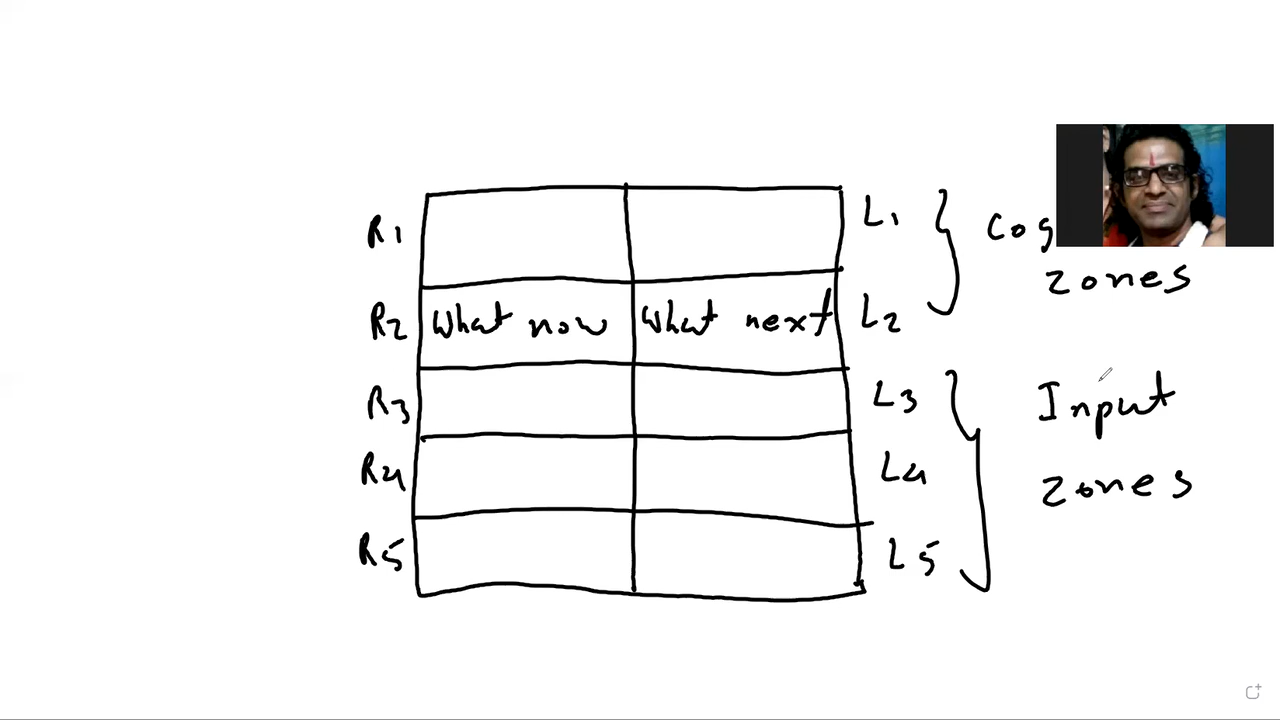 R1 L1 Cog
zones
R2 What now What next L2
R3 L3 Input
R4 L4 zones
R5 L5